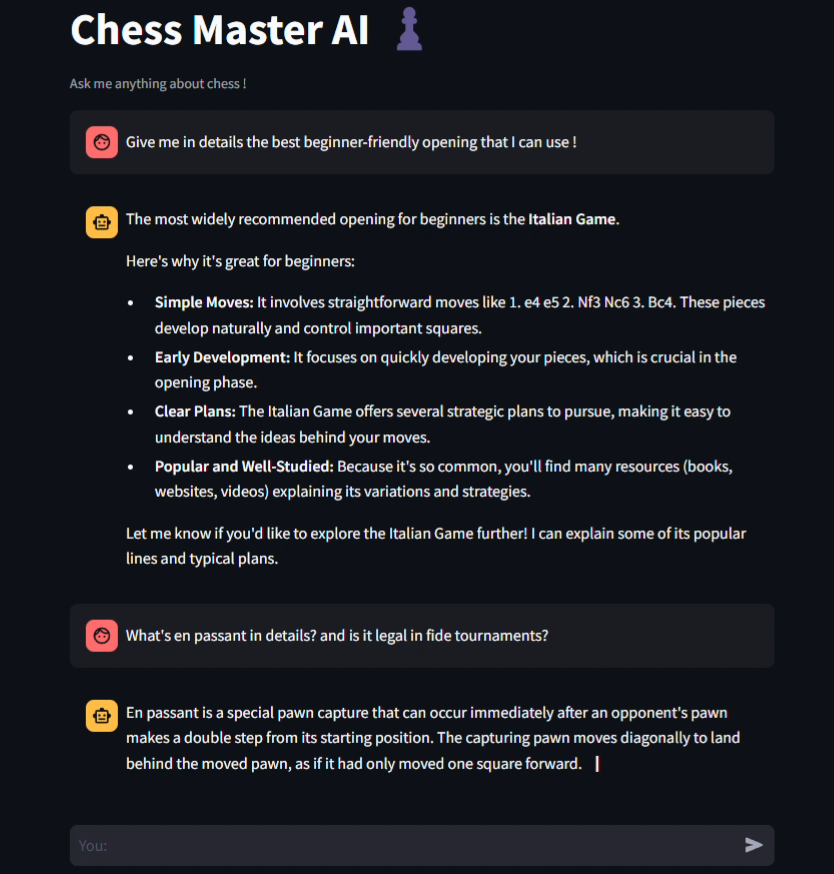 Chess Master AI
Ask me anything about chess !
Give me in details the best beginner-friendly opening that I can use !
The most widely recommended opening for beginners is the Italian Game.
Here's why it's great for beginners:
• Simple Moves: It involves straightforward moves like 1. e4 e5 2. Nf3 Nc6 3. Bc4. These pieces
develop naturally and control important squares.
• Early Development: It focuses on quickly developing your pieces, which is crucial in the
opening phase.
• Clear Plans: The Italian Game offers several strategic plans to pursue, making it easy to
understand the ideas behind your moves.
• Popular and Well-Studied: Because it's so common, you'll find many resources (books,
websites, videos) explaining its variations and strategies.
Let me know if you'd like to explore the Italian Game further! I can explain some of its popular
lines and typical plans.
What's en passant in details? and is it legal in fide tournaments?
En passant is a special pawn capture that can occur immediately after an opponent's pawn
makes a double step from its starting position. The capturing pawn moves diagonally to land
behind the moved pawn, as if it had only moved one square forward.
You: